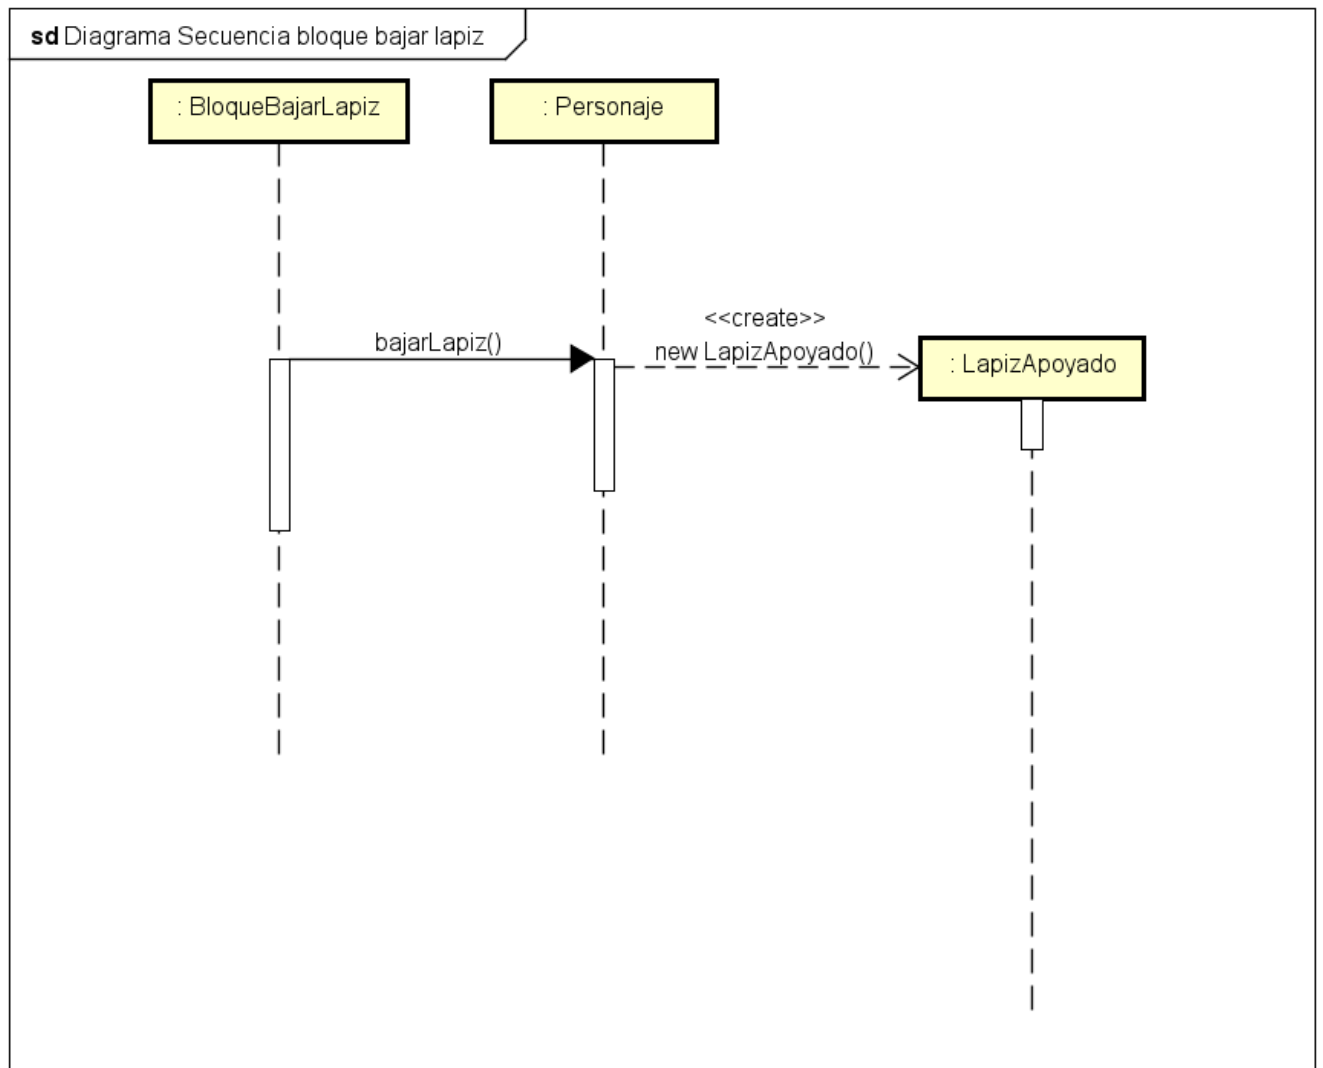 sd Diagrama Secuencia bloque bajar lapiz
: BloqueBajarLapiz
: Personaje
bajarLapiz()
<<create>>
new LapizApoyado()
: LapizApoyado